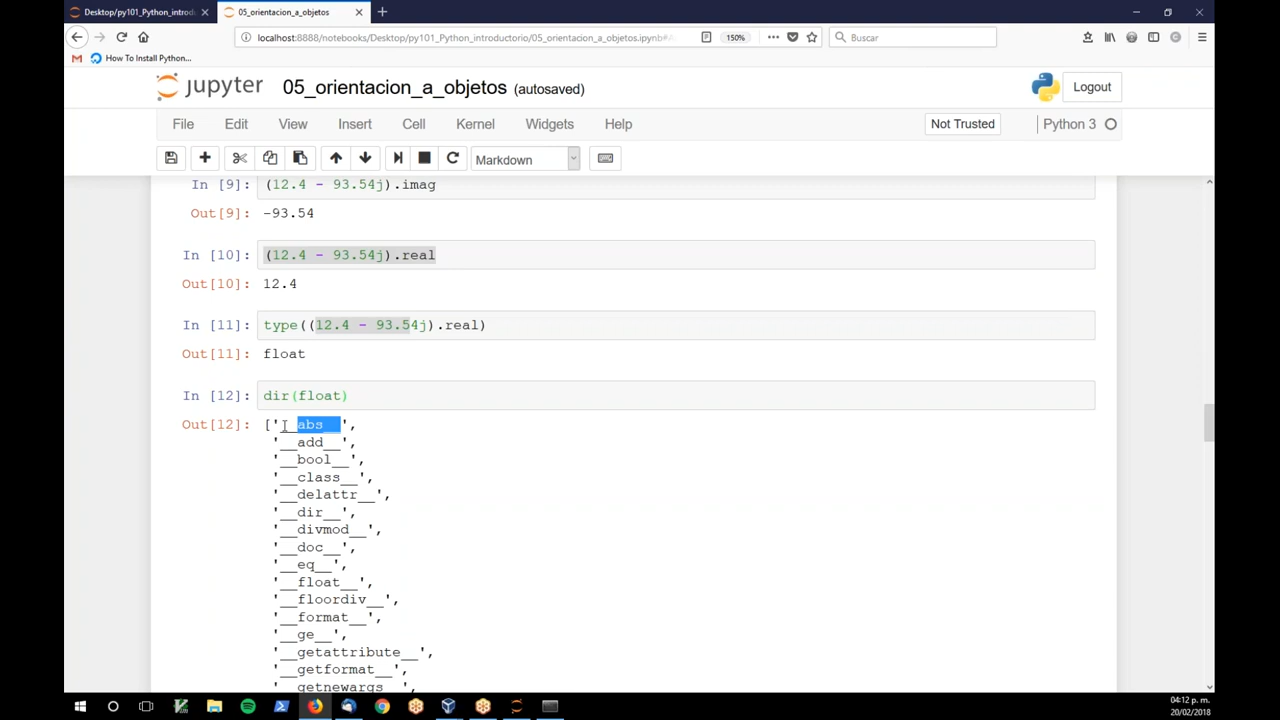 Desktop/py101_Python_introdu
05_orientacion_a_objetos
localhost:8888/notebooks/Desktop/py101_Python_introductorio/05_orientacion_a_objetos.ipynb#A
150%
Buscar
How To Install Python...
jupyter 05_orientacion_a_objetos (autosaved)
Logout
File Edit View Insert Cell Kernel Widgets Help
Not Trusted
Python 3
Markdown
In [9]: (12.4 - 93.54j).imag
Out[9]: -93.54
In [10]: (12.4 - 93.54j).real
Out[10]: 12.4
In [11]: type((12.4 - 93.54j).real)
Out[11]: float
In [12]: dir(float)
Out[12]: ['__abs__',
'__add__',
'__bool__',
'__class__',
'__delattr__',
'__dir__',
'__divmod__',
'__doc__',
'__eq__',
'__float__',
'__floordiv__',
'__format__',
'__ge__',
'__getattribute__',
'__getformat__',
'__getnewargs__',
04:12 p. m.
20/02/2018